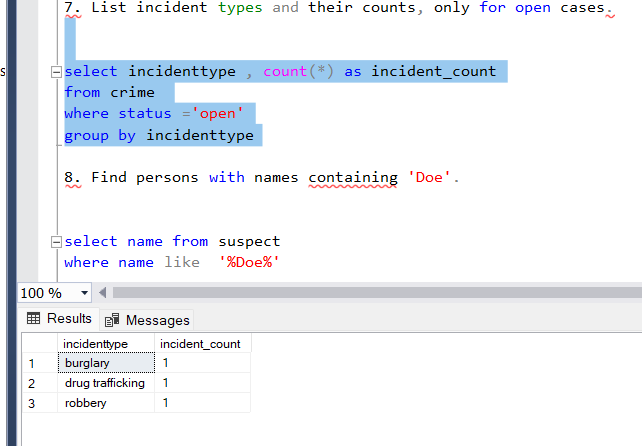 7. List incident types and their counts, only for open cases.
s
select incidenttype , count(*) as incident_count
from crime
where status ='open'
group by incidenttype
8. Find persons with names containing 'Doe'.
select name from suspect
where name like  '%Doe%'
100 %
Results Messages
incidenttype incident_count
1 burglary 1
2 drug trafficking 1
3 robbery 1